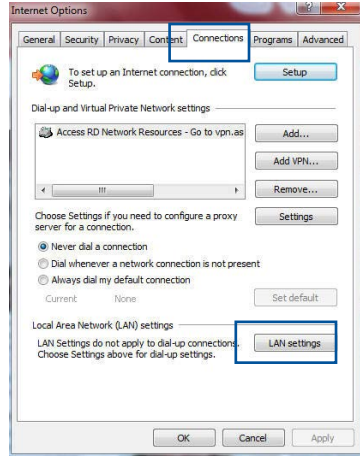 Internet Options
General Security Privacy Content Connections Programs Advanced
To set up an Internet connection, click
Setup.
Setup
Dial-up and Virtual Private Network settings
Access RD Network Resources - Go to vpn.as
Add...
Add VPN...
Remove...
Choose Settings if you need to configure a proxy
server for a connection.
Settings
Never dial a connection
Dial whenever a network connection is not present
Always dial my default connection
Current None
Set default
Local Area Network (LAN) settings
LAN Settings do not apply to dial-up connections.
Choose Settings above for dial-up settings.
LAN settings
OK Cancel Apply